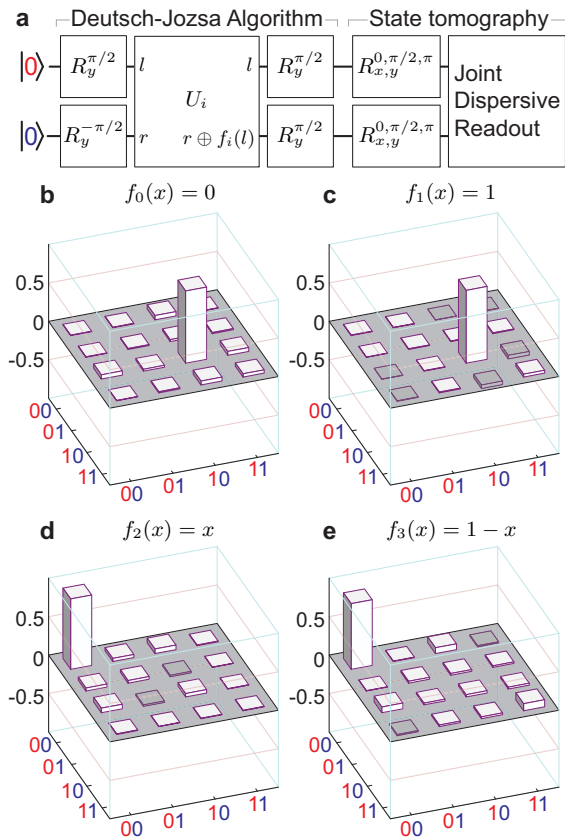 a Deutsch-Jozsa Algorithm State tomography
|0⟩ R_y^{π/2} l l R_y^{π/2} R_{x,y}^{0,π/2,π} Joint
U_i Dispersive
|0⟩ R_y^{-π/2} r r ⊕ f_i(l) R_y^{π/2} R_{x,y}^{0,π/2,π} Readout
b f_0(x) = 0 c f_1(x) = 1
0.5 0.5
0 0
-0.5 -0.5
00 00
01 01
10 11 10 11
11 10 11 10
01 01
00 00
d f_2(x) = x e f_3(x) = 1 − x
0.5 0.5
0 0
-0.5 -0.5
00 00
01 01
10 11 10 11
11 10 11 10
01 01
00 00